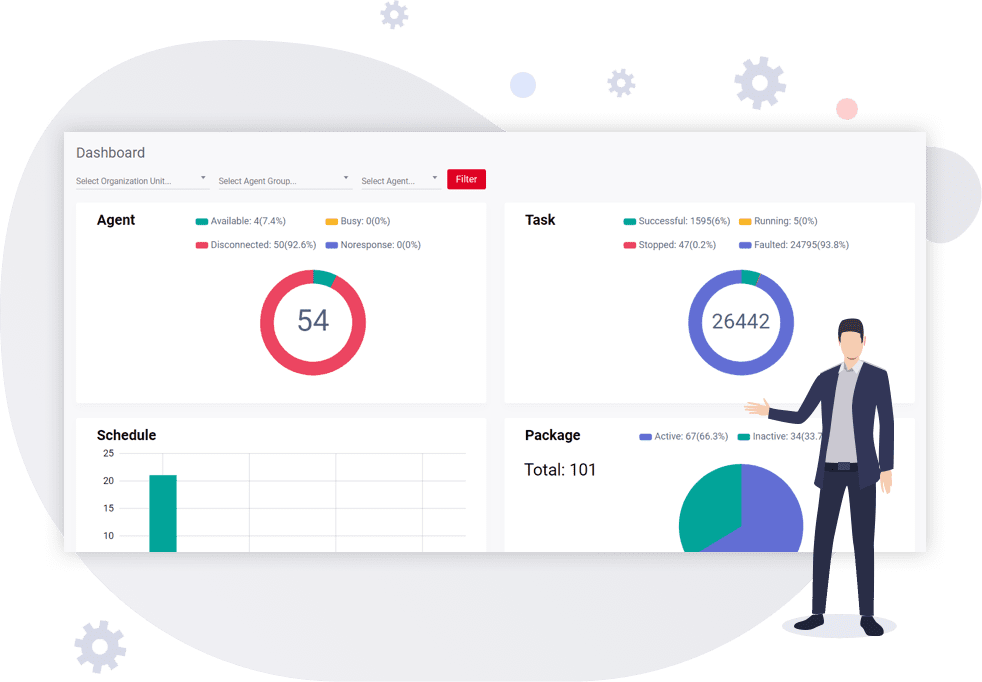 Dashboard
Select Organization Unit... Select Agent Group... Select Agent... Filter
Agent
Available: 4(7.4%) Busy: 0(0%)
Disconnected: 50(92.6%) Noresponse: 0(0%)
54
Task
Successful: 1595(6%) Running: 5(0%)
Stopped: 47(0.2%) Faulted: 24795(93.8%)
26442
Schedule
25
20
15
10
Package
Active: 67(66.3%) Inactive: 34(33.7
Total: 101